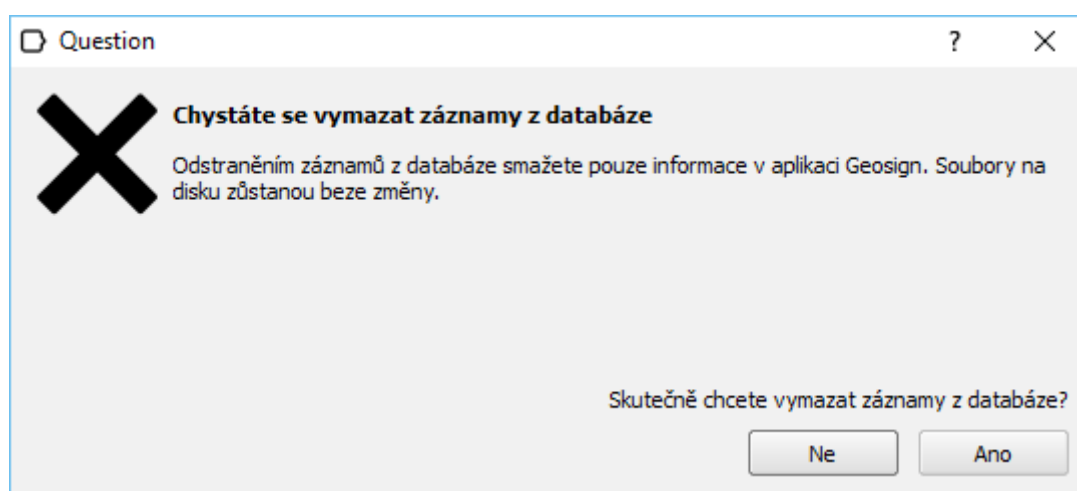 Question
?
Chystáte se vymazat záznamy z databáze
Odstraněním záznamů z databáze smažete pouze informace v aplikaci Geosign. Soubory na
disku zůstanou beze změny.
Skutečně chcete vymazat záznamy z databáze?
Ne
Ano